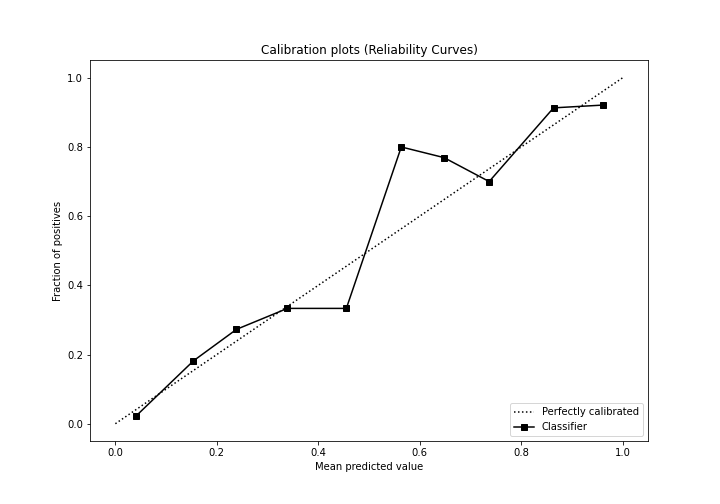 Calibration plots (Reliability Curves)
1.0
0.8
0.6
0.4
0.2
0.0
Fraction of positives
Perfectly calibrated
Classifier
0.0 0.2 0.4 0.6 0.8 1.0
Mean predicted value